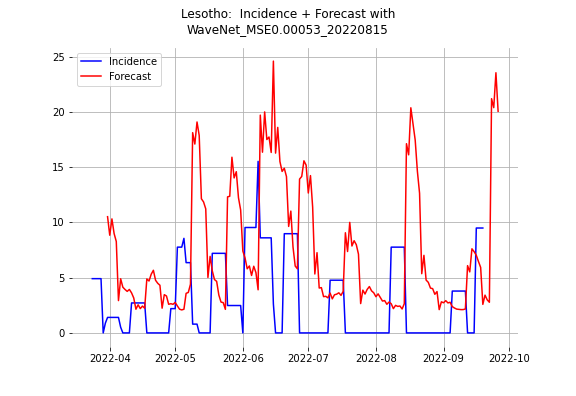 Lesotho:  Incidence + Forecast with
WaveNet_MSE0.00053_20220815
Incidence
Forecast
25
20
15
10
5
0
2022-04 2022-05 2022-06 2022-07 2022-08 2022-09 2022-10